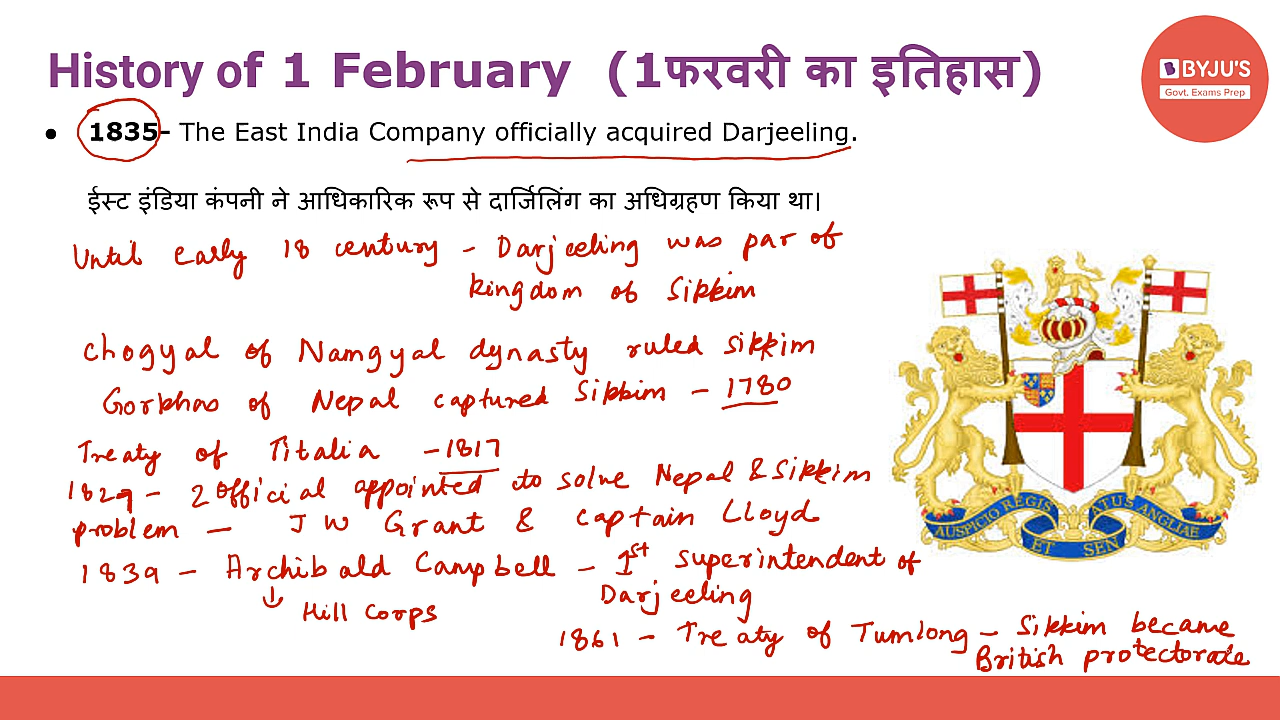 History of 1 February (1फरवरी का इतिहास)
BYJU'S
Govt. Exams Prep
• 1835- The East India Company officially acquired Darjeeling.
ईस्ट इंडिया कंपनी ने आधिकारिक रूप से दार्जिलिंग का अधिग्रहण किया था।
Until early 18 century - Darjeeling was par of
kingdom of Sikkim
Chogyal of Namgyal dynasty ruled sikkim
Gorkhas of Nepal captured Sikkim - 1780
Treaty of Titalia - 1817
1829 - 2 official appointed to solve Nepal & Sikkim
problem - J W Grant & Captain Lloyd
1839 - Archibald Campbell - 1st superintendent of
Darjeeling
↓ Hill Corps
1861 - Treaty of Tumlong - Sikkim became
British protectorate
AUSPICIO REGIS ET SEN ATUS ANGLIAE